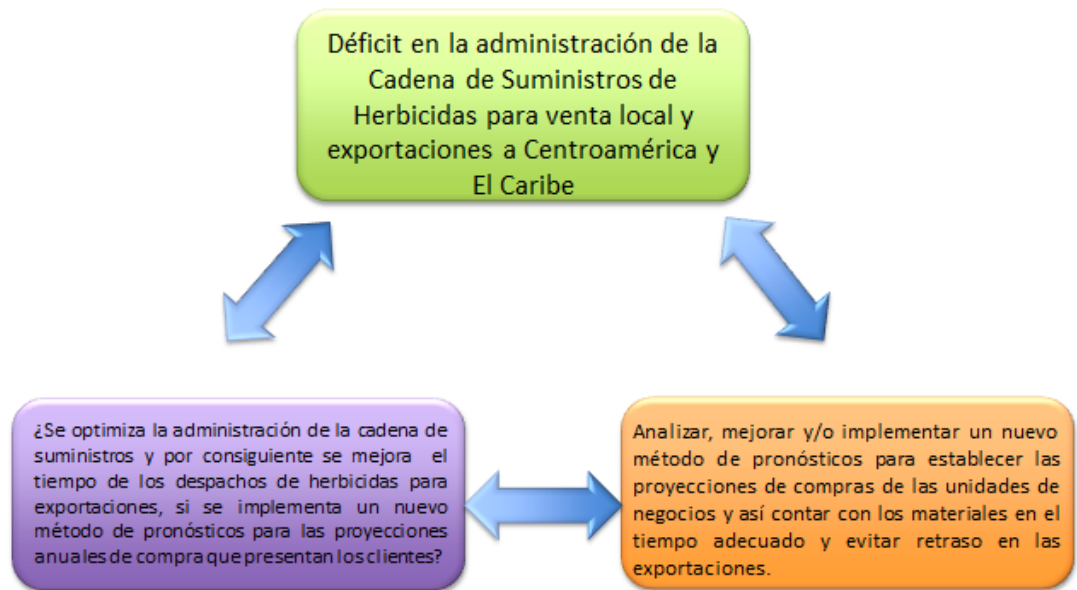 Déficit en la administración de la
Cadena de Suministros de
Herbicidas para venta local y
exportaciones a Centroamérica y
El Caribe
¿Se optimiza la administración de la cadena de
suministros y por consiguiente se mejora el
tiempo de los despachos de herbicidas para
exportaciones, si se implementa un nuevo
método de pronósticos para las proyecciones
anuales de compra que presentan los clientes?
Analizar, mejorar y/o implementar un nuevo
método de pronósticos para establecer las
proyecciones de compras de las unidades de
negocios y así contar con los materiales en el
tiempo adecuado y evitar retraso en las
exportaciones.